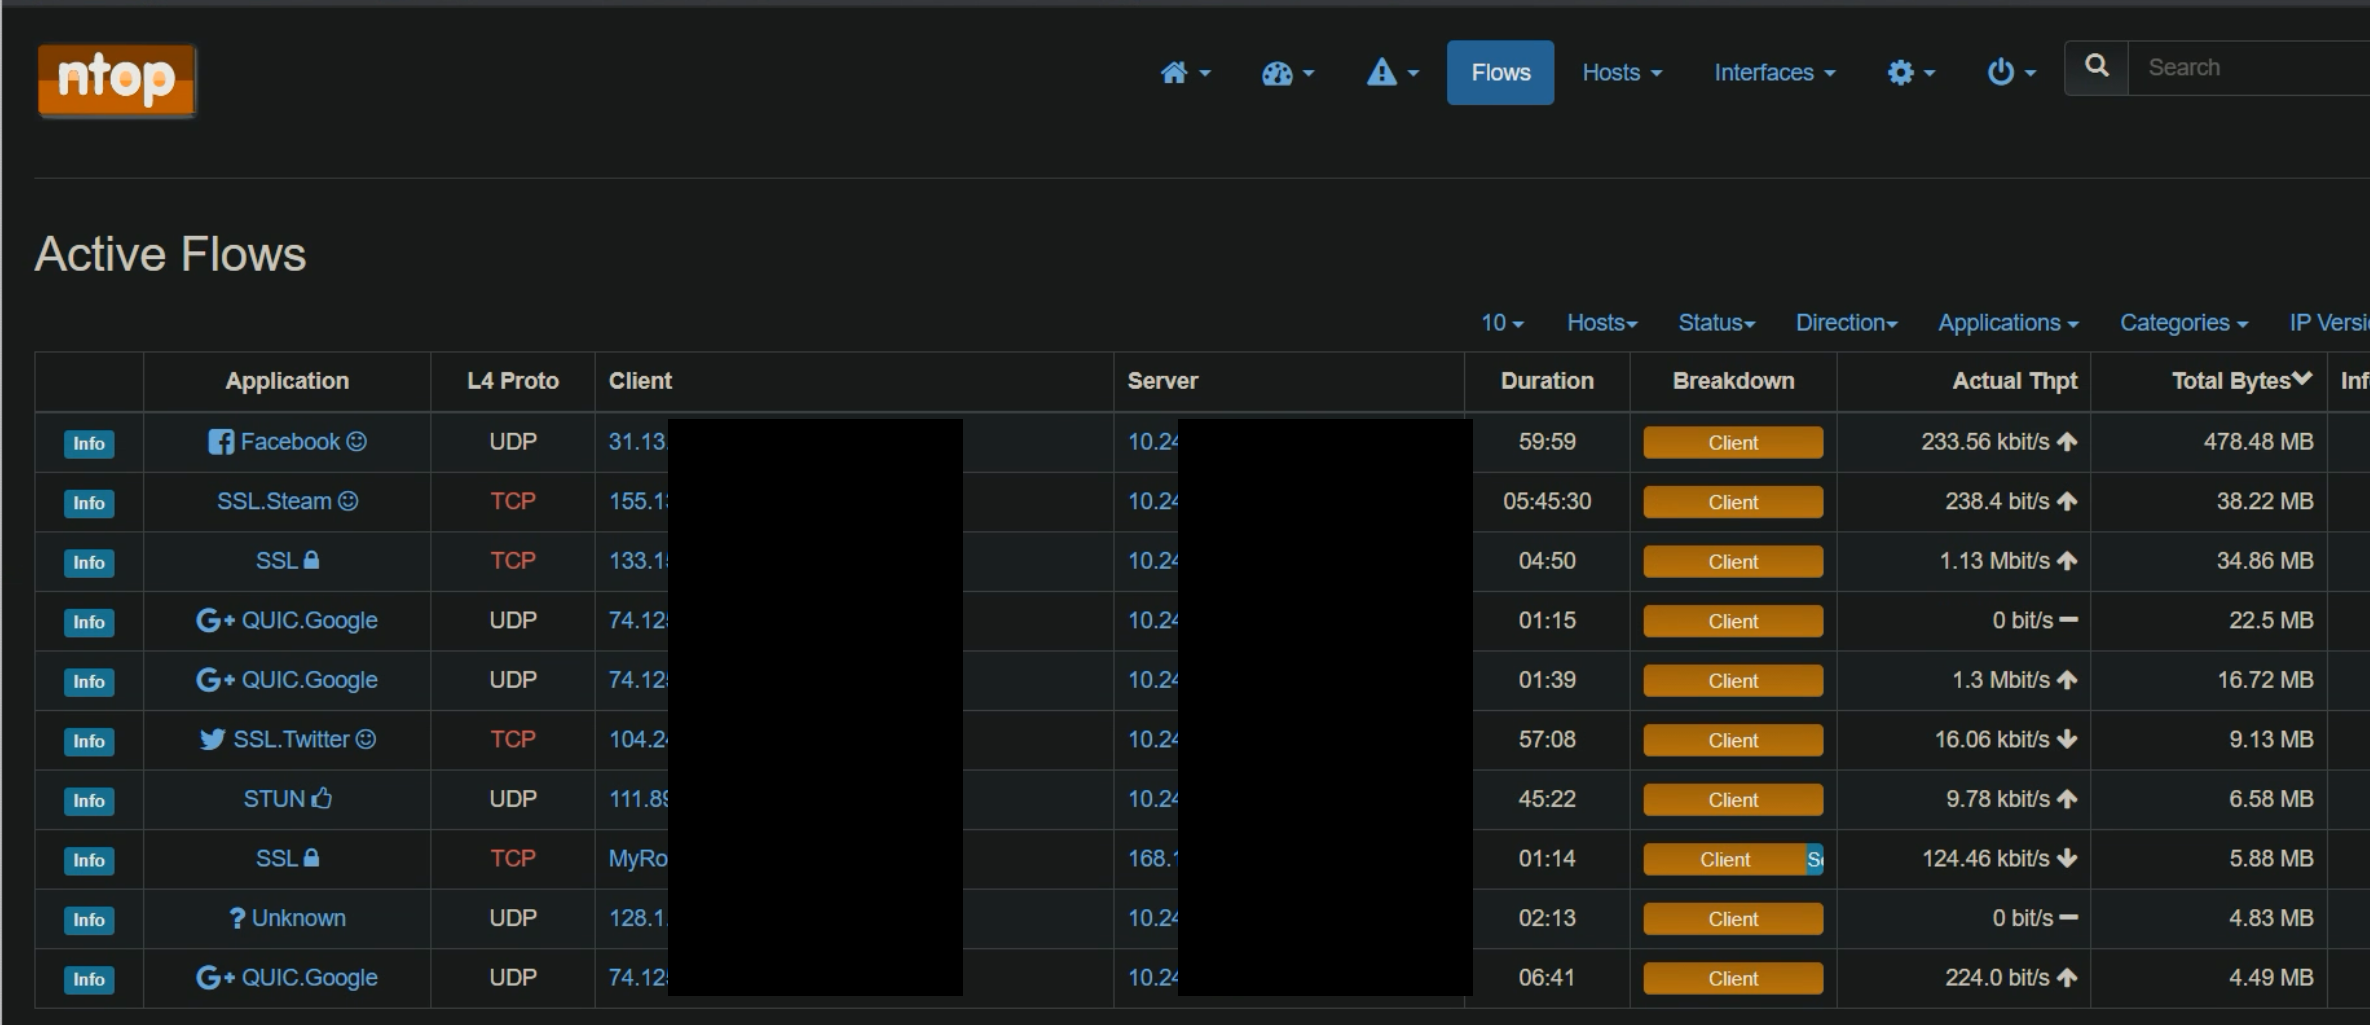 ntop
Flows Hosts Interfaces Search
Active Flows
10 Hosts Status Direction Applications Categories IP Versi
Application L4 Proto Client Server Duration Breakdown Actual Thpt Total Bytes Inf
Info Facebook UDP 31.13. 10.24 59:59 Client 233.56 kbit/s 478.48 MB
Info SSL.Steam TCP 155.1 10.24 05:45:30 Client 238.4 bit/s 38.22 MB
Info SSL TCP 133.1 10.24 04:50 Client 1.13 Mbit/s 34.86 MB
Info G+ QUIC.Google UDP 74.12 10.24 01:15 Client 0 bit/s 22.5 MB
Info G+ QUIC.Google UDP 74.12 10.24 01:39 Client 1.3 Mbit/s 16.72 MB
Info SSL.Twitter TCP 104.2 10.24 57:08 Client 16.06 kbit/s 9.13 MB
Info STUN UDP 111.89 10.24 45:22 Client 9.78 kbit/s 6.58 MB
Info SSL TCP MyRo 168.1 01:14 Client Se 124.46 kbit/s 5.88 MB
Info ? Unknown UDP 128.1. 10.24 02:13 Client 0 bit/s 4.83 MB
Info G+ QUIC.Google UDP 74.12 10.24 06:41 Client 224.0 bit/s 4.49 MB